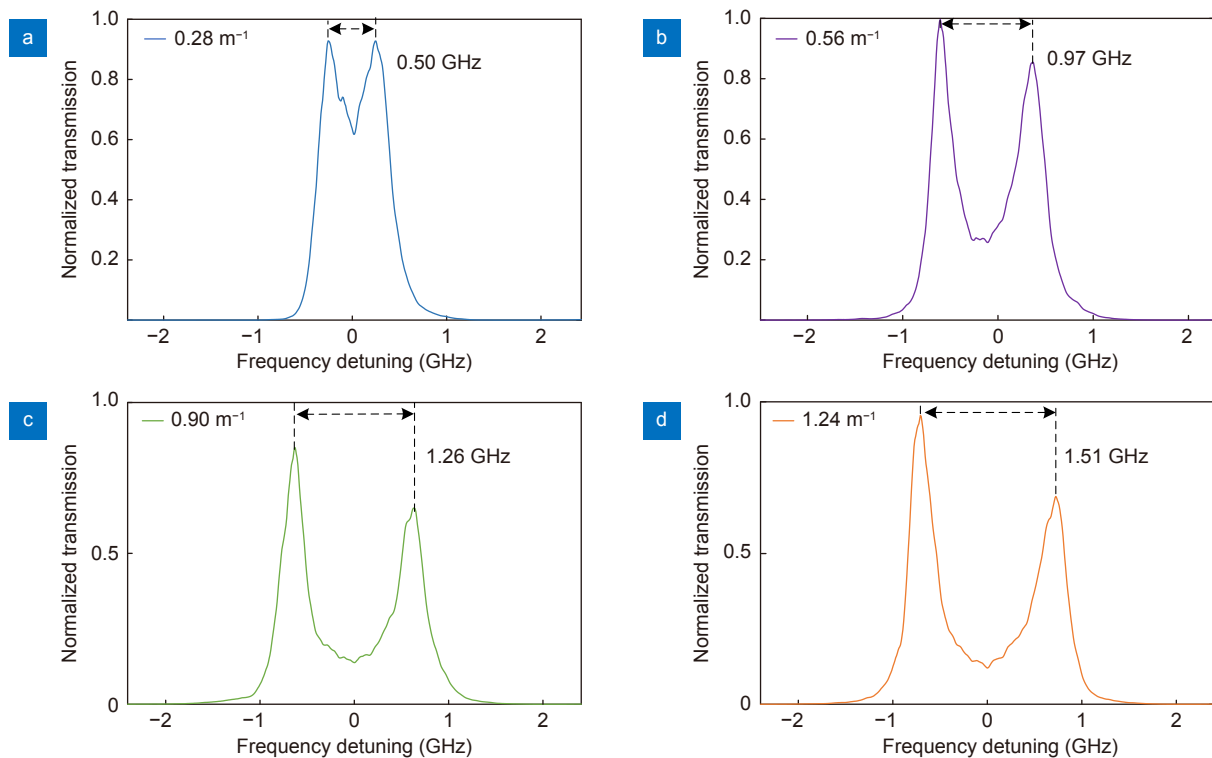 a
0.28 m⁻¹
0.50 GHz
Normalized transmission
1.0
0.8
0.6
0.4
0.2
−2 −1 0 1 2
Frequency detuning (GHz)
b
0.56 m⁻¹
0.97 GHz
Normalized transmission
1.0
0.8
0.6
0.4
0.2
−2 −1 0 1 2
Frequency detuning (GHz)
c
0.90 m⁻¹
1.26 GHz
Normalized transmission
1.0
0.5
0
−2 −1 0 1 2
Frequency detuning (GHz)
d
1.24 m⁻¹
1.51 GHz
Normalized transmission
1.0
0.5
0
−2 −1 0 1 2
Frequency detuning (GHz)